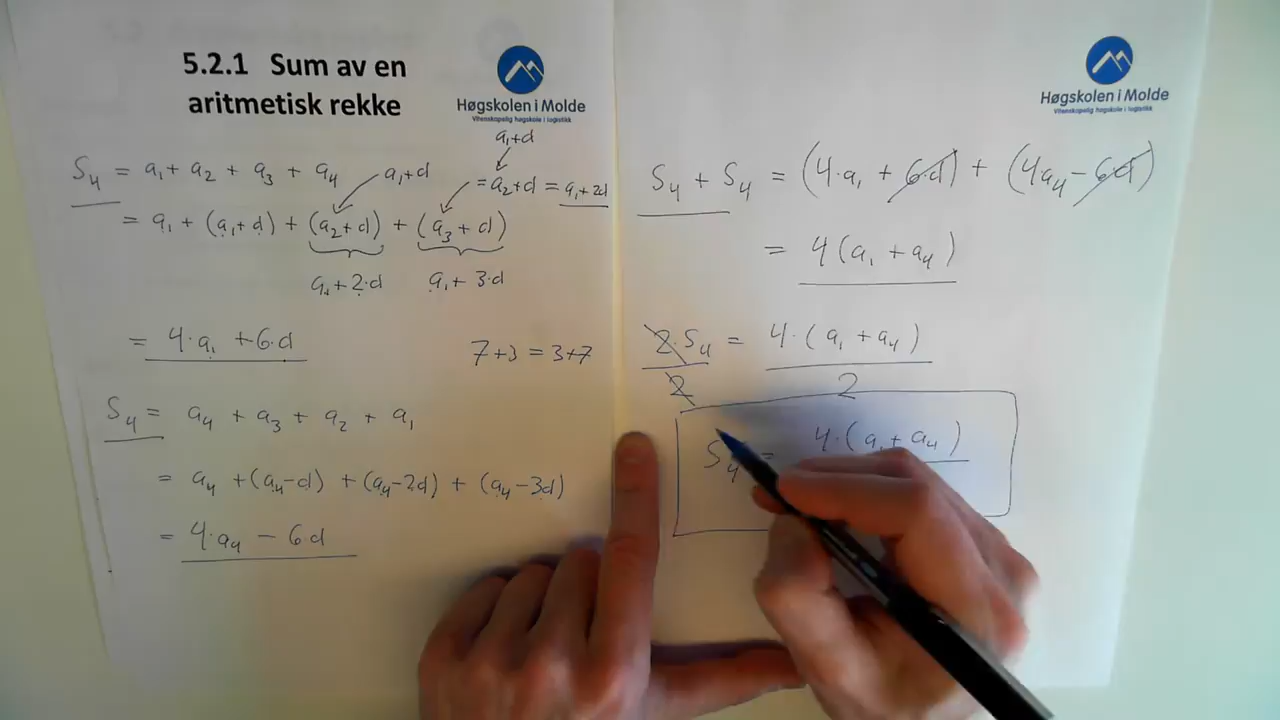 5.2.1 Sum av en
aritmetisk rekke
Høgskolen i Molde
Vitenskapelig høgskole i logistikk
a₁+d
S₄ = a₁ + a₂ + a₃ + a₄
a₁+d
= a₂+d = a₁+2d
= a₁ + (a₁+d) + (a₂+d) + (a₃+d)
a₁+2·d
a₁+3·d
= 4·a₁ + 6·d
7+3 = 3+7
S₄ = a₄ + a₃ + a₂ + a₁
= a₄ + (a₄-d) + (a₄-2d) + (a₄-3d)
= 4·a₄ - 6·d
Høgskolen i Molde
Vitenskapelig høgskole i logistikk
S₄ + S₄ = (4·a₁ + 6·d) + (4a₄ - 6·d)
= 4(a₁ + a₄)
2·S₄ = 4·(a₁ + a₄)
2 2
S₄ = 4·(a₁ + a₄)